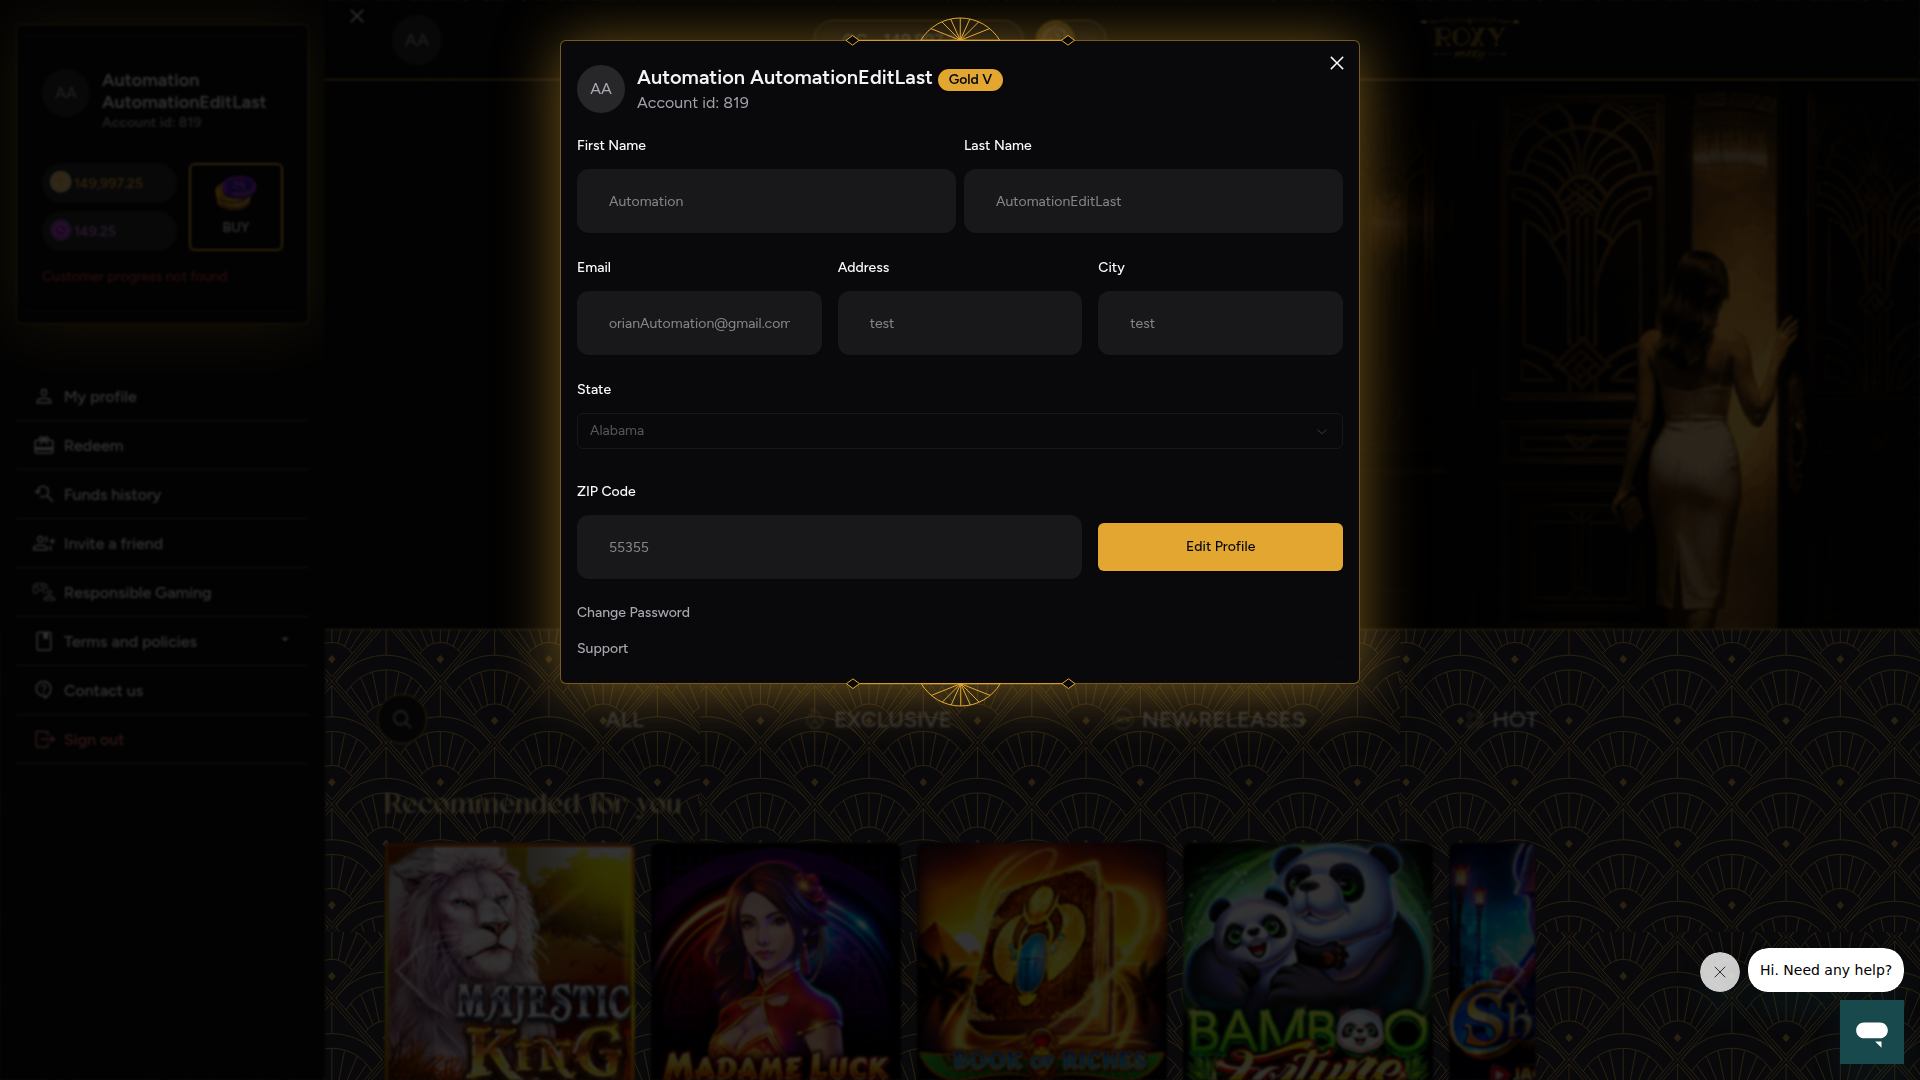 AA
Automation
AutomationEditLast
Account id: 819
149,997.25
149.25
BUY
Customer progress not found
My profile
Redeem
Funds history
Invite a friend
Responsible Gaming
Terms and policies
Contact us
Sign out
AA
ROXY
AA
Automation AutomationEditLast Gold V
Account id: 819
First Name
Last Name
Automation
AutomationEditLast
Email
Address
City
orianAutomation@gmail.com
test
test
State
Alabama
ZIP Code
55355
Edit Profile
Change Password
Support
ALL
EXCLUSIVE
NEW RELEASES
HOT
Recommended for you
MAJESTIC
KING
MADAME LUCK
BOOK OF RICHES
BAMBOO
Fortune
Sh
JA
Hi. Need any help?